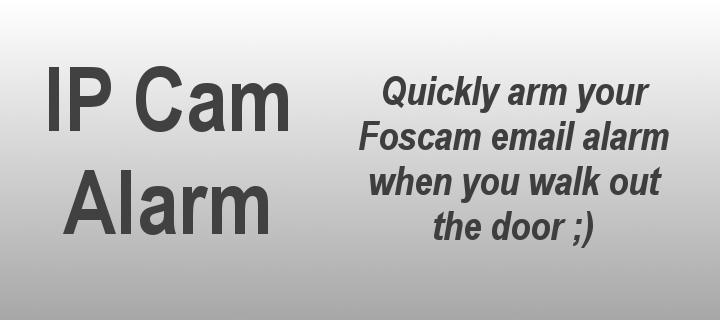 IP Cam
Alarm
Quickly arm your
Foscam email alarm
when you walk out
the door ;)